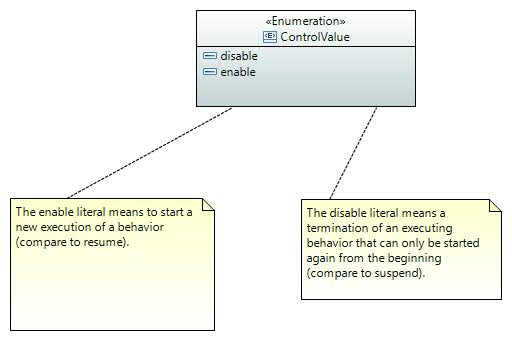 «Enumeration»
ControlValue
disable
enable
The enable literal means to start a
new execution of a behavior
(compare to resume).
The disable literal means a
termination of an executing
behavior that can only be started
again from the beginning
(compare to suspend).